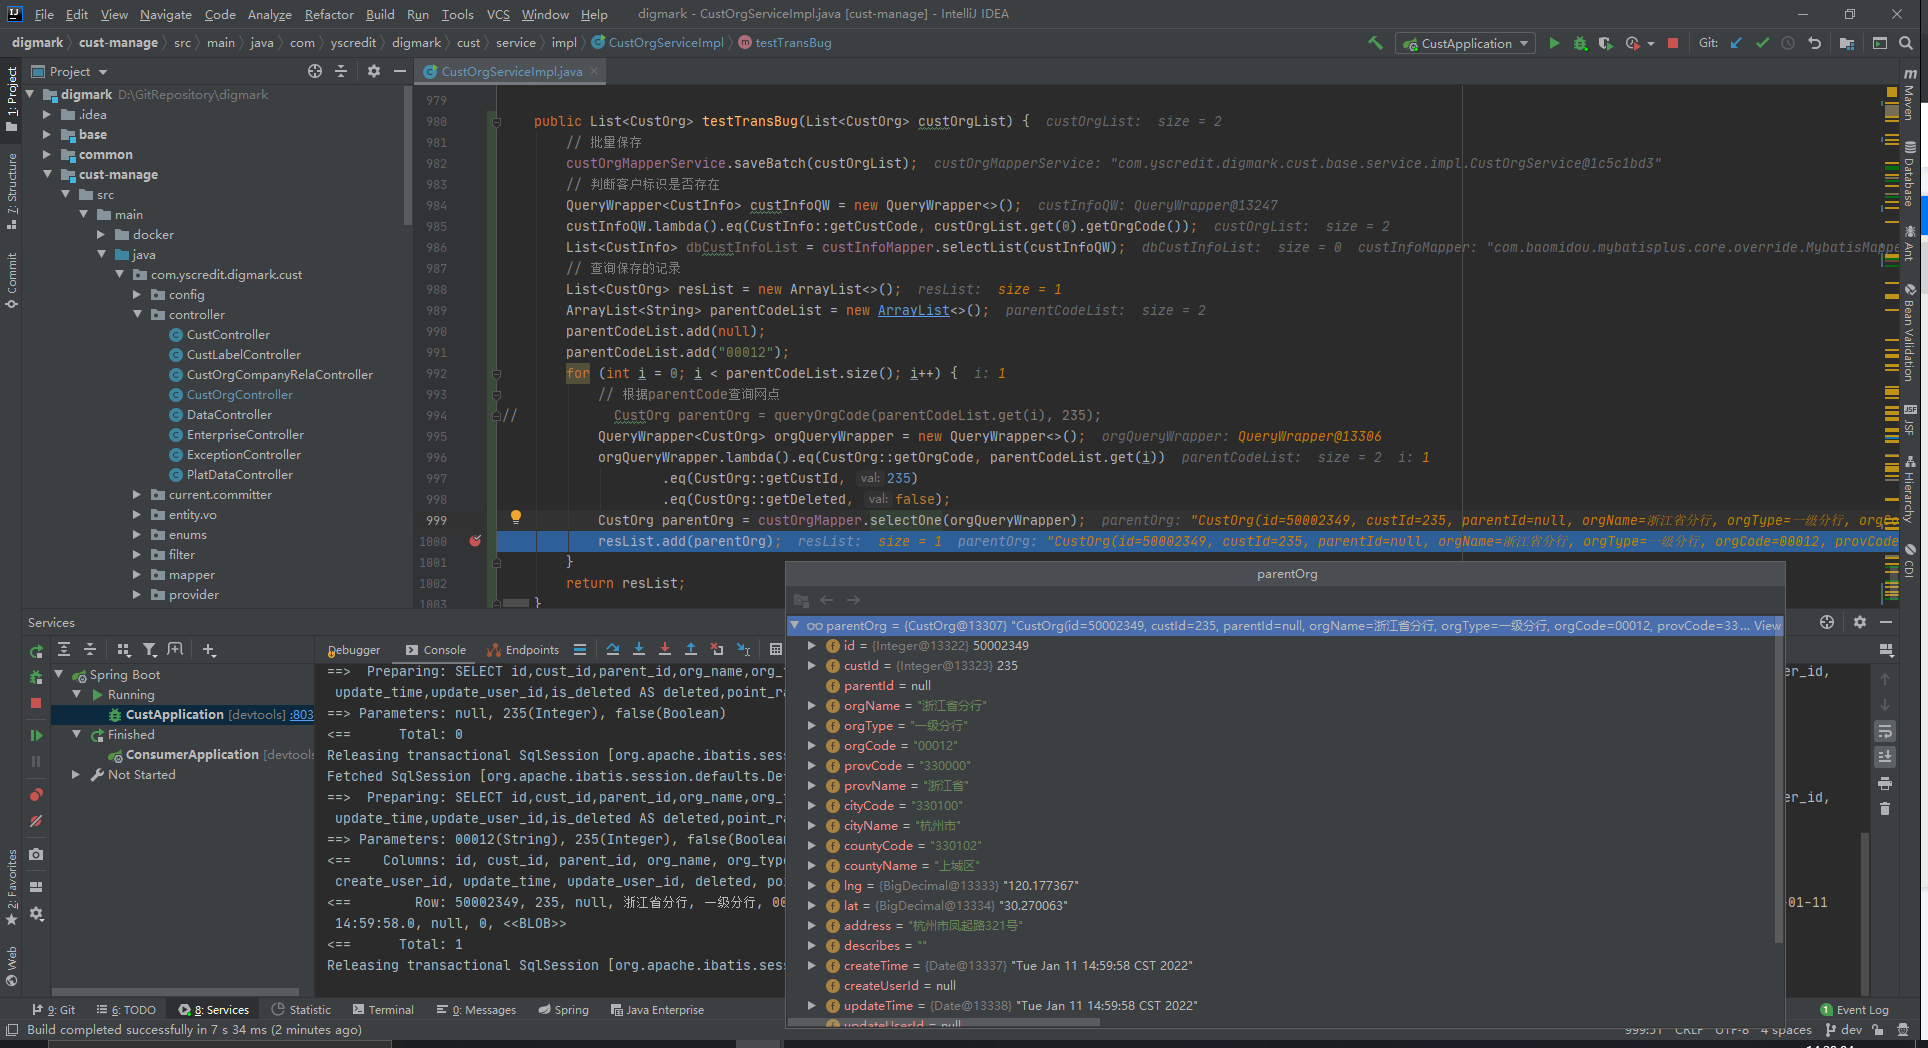 File Edit View Navigate Code Analyze Refactor Build Run Tools VCS Window Help digmark - CustOrgServiceImpl.java [cust-manage] - IntelliJ IDEA
digmark cust-manage src main java com yscredit digmark cust service impl CustOrgServiceImpl testTransBug CustApplication Git:
Project
CustOrgServiceImpl.java
1: Project
7: Structure
Commit
2: Favorites
Web
digmark D:\GitRepository\digmark
.idea
base
common
cust-manage
src
main
docker
java
com.yscredit.digmark.cust
config
controller
CustController
CustLabelController
CustOrgCompanyRelaController
CustOrgController
DataController
EnterpriseController
ExceptionController
PlatDataController
current.committer
entity.vo
enums
filter
mapper
provider
979
980 public List<CustOrg> testTransBug(List<CustOrg> custOrgList) { custOrgList: size = 2
981 // 批量保存
982 custOrgMapperService.saveBatch(custOrgList); custOrgMapperService: "com.yscredit.digmark.cust.base.service.impl.CustOrgService@1c5c1bd3"
983 // 判断客户标识是否存在
984 QueryWrapper<CustInfo> custInfoQW = new QueryWrapper<>(); custInfoQW: QueryWrapper@13247
985 custInfoQW.lambda().eq(CustInfo::getCustCode, custOrgList.get(0).getOrgCode()); custOrgList: size = 2
986 List<CustInfo> dbCustInfoList = custInfoMapper.selectList(custInfoQW); dbCustInfoList: size = 0 custInfoMapper: "com.baomidou.mybatisplus.core.override.MybatisMappe
987 // 查询保存的记录
988 List<CustOrg> resList = new ArrayList<>(); resList: size = 1
989 ArrayList<String> parentCodeList = new ArrayList<>(); parentCodeList: size = 2
990 parentCodeList.add(null);
991 parentCodeList.add("00012");
992 for (int i = 0; i < parentCodeList.size(); i++) { i: 1
993 // 根据parentCode查询网点
994 // CustOrg parentOrg = queryOrgCode(parentCodeList.get(i), 235);
995 QueryWrapper<CustOrg> orgQueryWrapper = new QueryWrapper<>(); orgQueryWrapper: QueryWrapper@13306
996 orgQueryWrapper.lambda().eq(CustOrg::getOrgCode, parentCodeList.get(i)) parentCodeList: size = 2 i: 1
997 .eq(CustOrg::getCustId, val: 235)
998 .eq(CustOrg::getDeleted, val: false);
999 CustOrg parentOrg = custOrgMapper.selectOne(orgQueryWrapper); parentOrg: "CustOrg(id=50002349, custId=235, parentId=null, orgName=浙江省分行, orgType=一级分行, orgCo
1000 resList.add(parentOrg); resList: size = 1 parentOrg: "CustOrg(id=50002349, custId=235, parentId=null, orgName=浙江省分行, orgType=一级分行, orgCode=00012, provCode
1001 }
1002 return resList;
1003 }
Maven
Database
Ant
Bean Validation
JSF
Hierarchy
CDI
Services
Debugger Console Endpoints
Spring Boot
Running
CustApplication [devtools] :803
Finished
ConsumerApplication [devtools
Not Started
==> Preparing: SELECT id,cust_id,parent_id,org_name,org_
update_time,update_user_id,is_deleted AS deleted,point_ra
==> Parameters: null, 235(Integer), false(Boolean)
<== Total: 0
Releasing transactional SqlSession [org.apache.ibatis.ses
Fetched SqlSession [org.apache.ibatis.session.defaults.De
==> Preparing: SELECT id,cust_id,parent_id,org_name,org_t
update_time,update_user_id,is_deleted AS deleted,point_ra
==> Parameters: 00012(String), 235(Integer), false(Boolean
<== Columns: id, cust_id, parent_id, org_name, org_typ
create_user_id, update_time, update_user_id, deleted, po
<== Row: 50002349, 235, null, 浙江省分行, 一级分行, 00
14:59:58.0, null, 0, <<BLOB>>
<== Total: 1
Releasing transactional SqlSession [org.apache.ibatis.ses
er_id,
er_id,
01-11
parentOrg
parentOrg = {CustOrg@13307} "CustOrg(id=50002349, custId=235, parentId=null, orgName=浙江省分行, orgType=一级分行, orgCode=00012, provCode=33 ... View
id = {Integer@13322} 50002349
custId = {Integer@13323} 235
parentId = null
orgName = "浙江省分行"
orgType = "一级分行"
orgCode = "00012"
provCode = "330000"
provName = "浙江省"
cityCode = "330100"
cityName = "杭州市"
countyCode = "330102"
countyName = "上城区"
lng = {BigDecimal@13333} "120.177367"
lat = {BigDecimal@13334} "30.270063"
address = "杭州市凤起路321号"
describes = ""
createTime = {Date@13337} "Tue Jan 11 14:59:58 CST 2022"
createUserId = null
updateTime = {Date@13338} "Tue Jan 11 14:59:58 CST 2022"
updateUserId = null
9: Git 6: TODO 8: Services Statistic Terminal 0: Messages Spring Java Enterprise 1 Event Log
Build completed successfully in 7 s 34 ms (2 minutes ago) 999:51 CRLF UTF-8 4 spaces dev